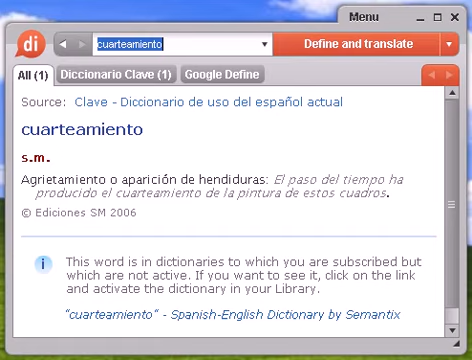 Menu
di
cuarteamiento
Define and translate
All (1) Diccionario Clave (1) Google Define
Source: Clave - Diccionario de uso del español actual
cuarteamiento
s.m.
Agrietamiento o aparición de hendiduras: El paso del tiempo ha
producido el cuarteamiento de la pintura de estos cuadros.
© Ediciones SM 2006
i
This word is in dictionaries to which you are subscribed but
which are not active. If you want to see it, click on the link
and activate the dictionary in your Library.
"cuarteamiento" - Spanish-English Dictionary by Semantix